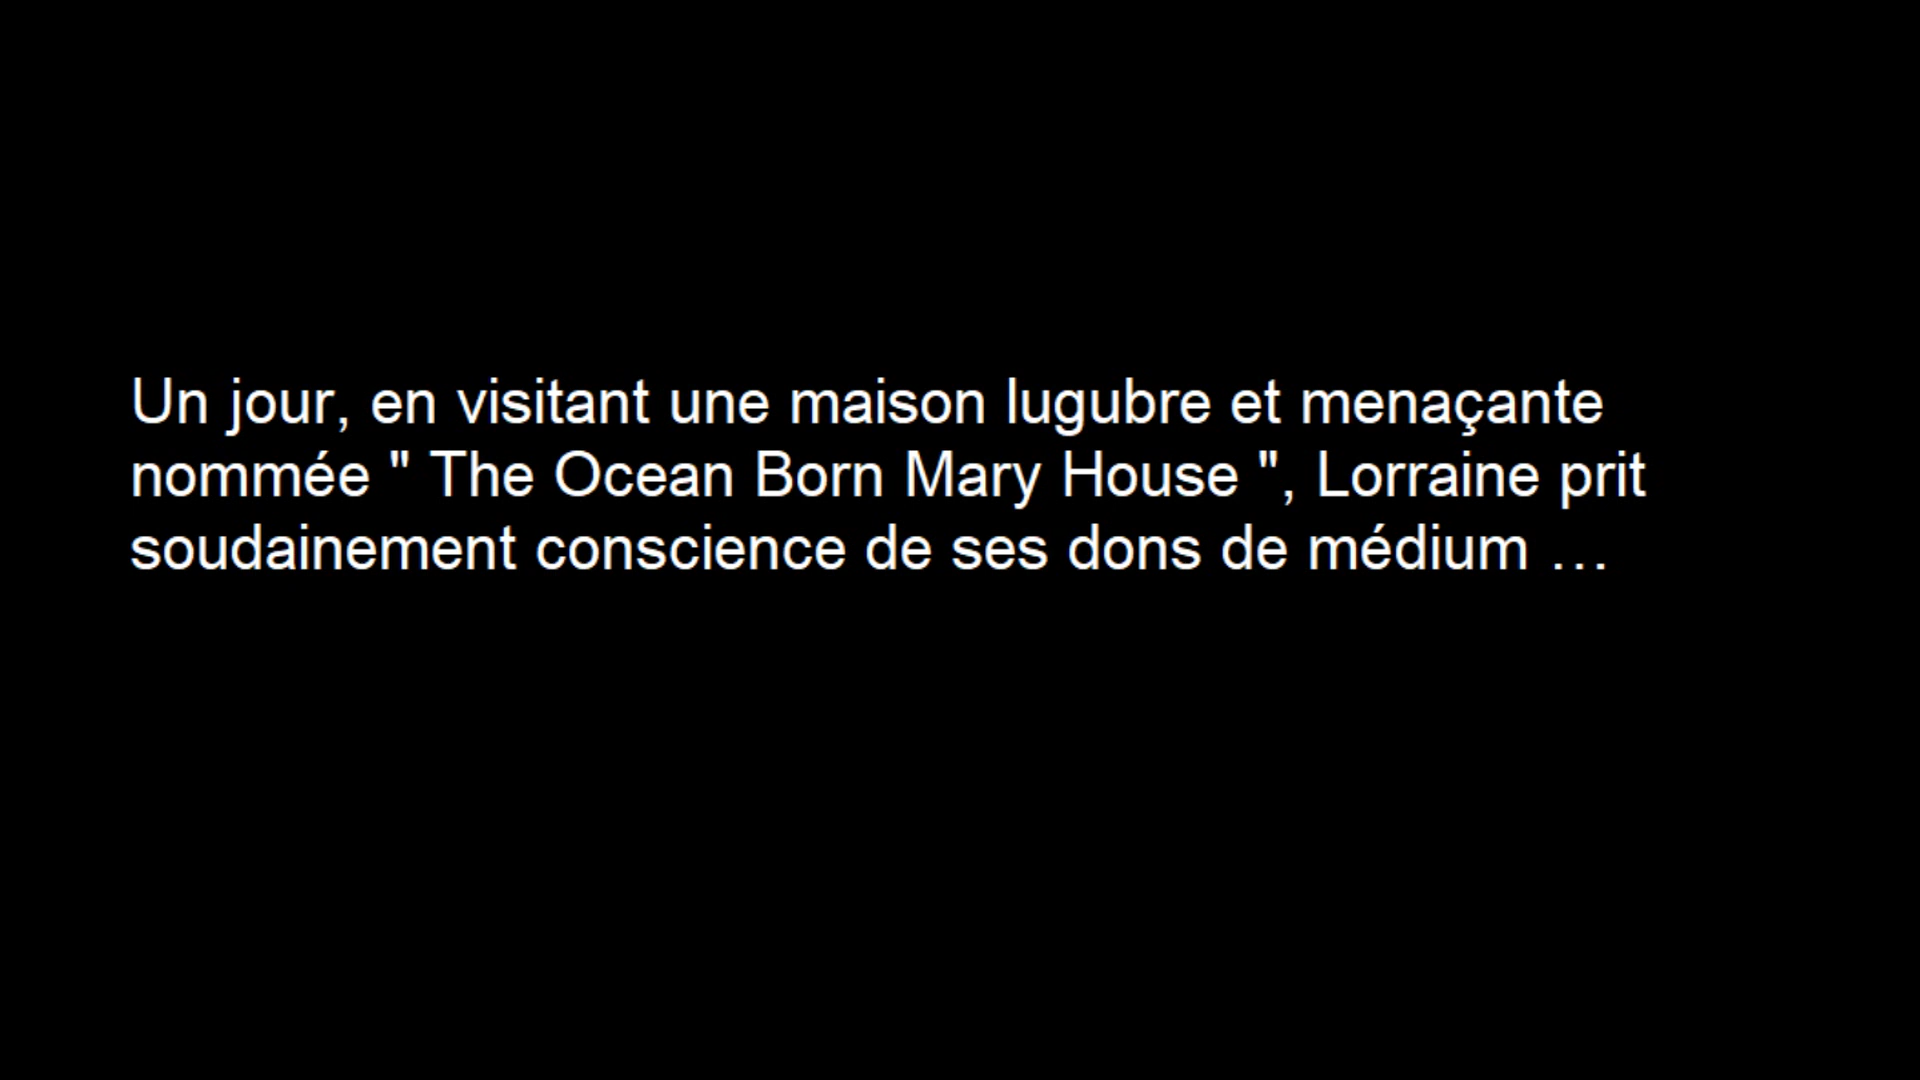 Un jour, en visitant une maison lugubre et menaçante
nommée " The Ocean Born Mary House ", Lorraine prit
soudainement conscience de ses dons de médium …